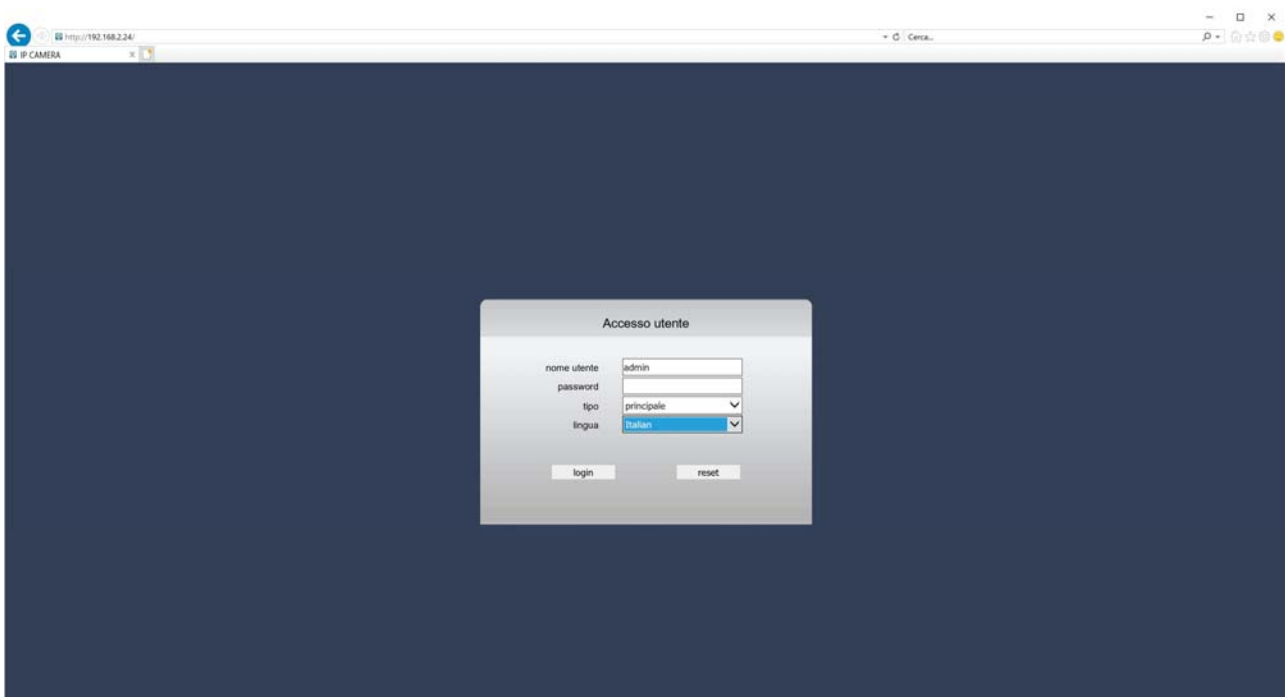 http://192.168.2.24/
Cerca...
IP CAMERA
Accesso utente
nome utente admin
password
tipo principale
lingua Italian
login reset